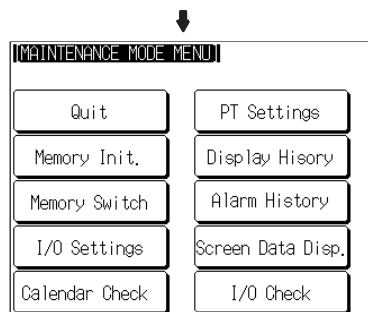 [MAINTENANCE MODE MENU]
Quit
PT Settings
Memory Init.
Display Hisory
Memory Switch
Alarm History
I/O Settings
Screen Data Disp.
Calendar Check
I/O Check